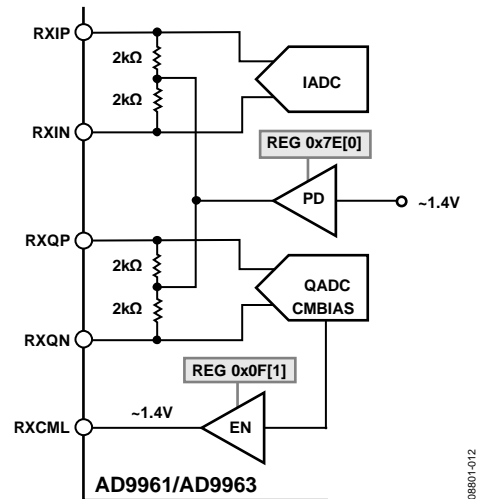 RXIP
2kΩ
IADC
2kΩ
RXIN
REG 0x7E[0]
PD
~1.4V
RXQP
2kΩ
QADC
CMBIAS
2kΩ
RXQN
REG 0x0F[1]
~1.4V
RXCML
EN
AD9961/AD9963
08801-012